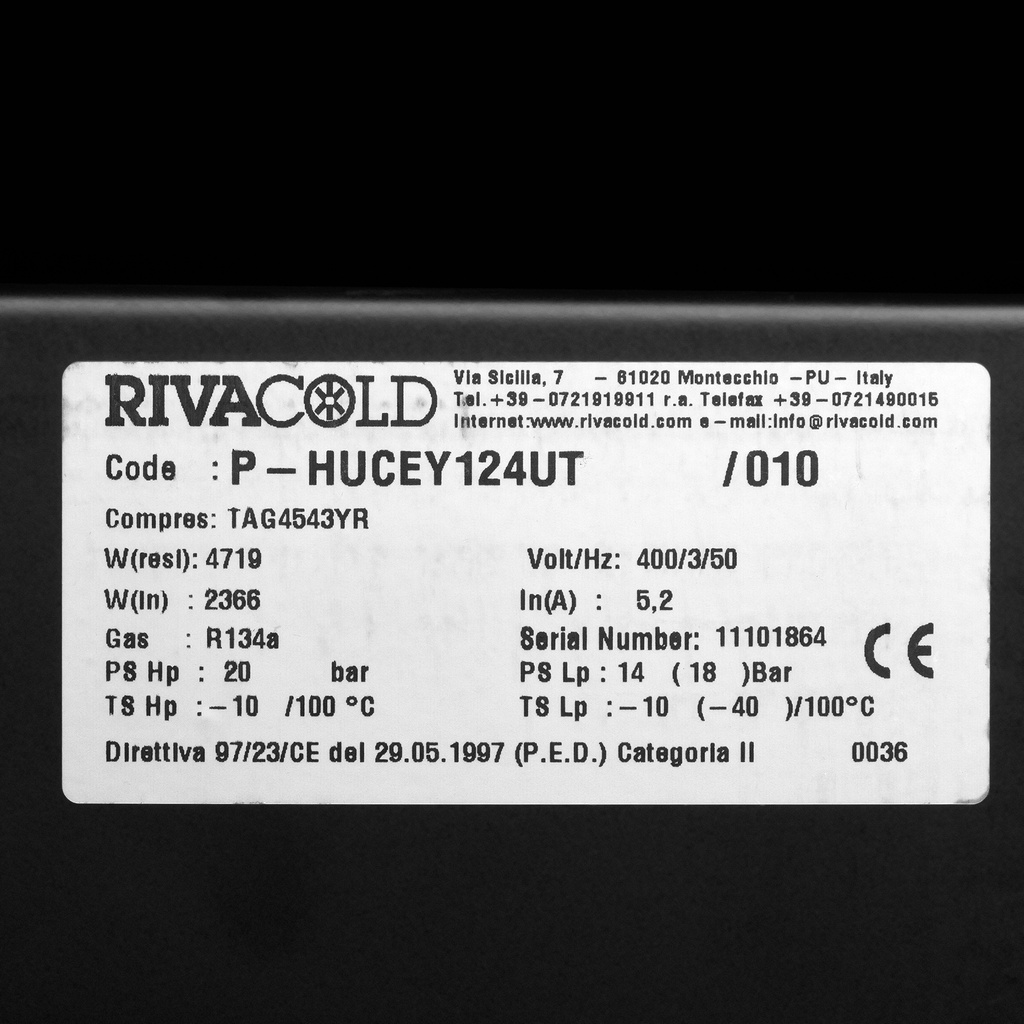 RIVACOLD
Via Sicilia, 7 – 61020 Montecchio – PU – Italy
Tel. +39 – 0721919911 r.a. Telefax +39 – 0721490015
Internet:www.rivacold.com e – mail:info@rivacold.com
Code : P – HUCEY124UT /010
Compres: TAG4543YR
W(resi): 4719 Volt/Hz: 400/3/50
W(In) : 2366 In(A) : 5,2
Gas : R134a Serial Number: 11101864 CE
PS Hp : 20 bar PS Lp : 14 ( 18 )Bar
TS Hp : – 10 /100 °C TS Lp : – 10 ( – 40 )/100°C
Direttiva 97/23/CE del 29.05.1997 (P.E.D.) Categoria II 0036